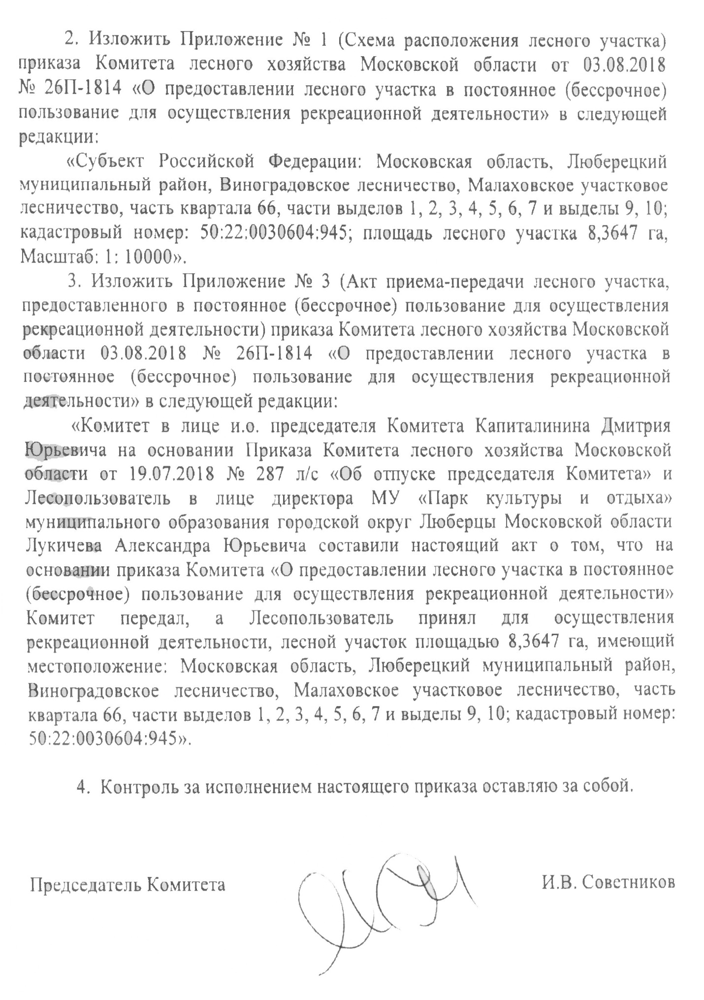 2. Изложить Приложение № 1 (Схема расположения лесного участка)
приказа Комитета лесного хозяйства Московской области от 03.08.2018
№ 26П-1814 «О предоставлении лесного участка в постоянное (бессрочное)
пользование для осуществления рекреационной деятельности» в следующей
редакции:
«Субъект Российской Федерации: Московская область, Люберецкий
муниципальный район, Виноградовское лесничество, Малаховское участковое
лесничество, часть квартала 66, части выделов 1, 2, 3, 4, 5, 6, 7 и выделы 9, 10;
кадастровый номер: 50:22:0030604:945; площадь лесного участка 8,3647 га,
Масштаб: 1: 10000».
3. Изложить Приложение № 3 (Акт приема-передачи лесного участка,
предоставленного в постоянное (бессрочное) пользование для осуществления
рекреационной деятельности) приказа Комитета лесного хозяйства Московской
области 03.08.2018 № 26П-1814 «О предоставлении лесного участка в
постоянное (бессрочное) пользование для осуществления рекреационной
деятельности» в следующей редакции:
«Комитет в лице и.о. председателя Комитета Капиталинина Дмитрия
Юрьевича на основании Приказа Комитета лесного хозяйства Московской
области от 19.07.2018 № 287 л/с «Об отпуске председателя Комитета» и
Лесопользователь в лице директора МУ «Парк культуры и отдыха»
муниципального образования городской округ Люберцы Московской области
Лукичева Александра Юрьевича составили настоящий акт о том, что на
основании приказа Комитета «О предоставлении лесного участка в постоянное
(бессрочное) пользование для осуществления рекреационной деятельности»
Комитет передал, а Лесопользователь принял для осуществления
рекреационной деятельности, лесной участок площадью 8,3647 га, имеющий
местоположение: Московская область, Люберецкий муниципальный район,
Виноградовское лесничество, Малаховское участковое лесничество, часть
квартала 66, части выделов 1, 2, 3, 4, 5, 6, 7 и выделы 9, 10; кадастровый номер:
50:22:0030604:945».
4. Контроль за исполнением настоящего приказа оставляю за собой.
Председатель Комитета
И.В. Советников